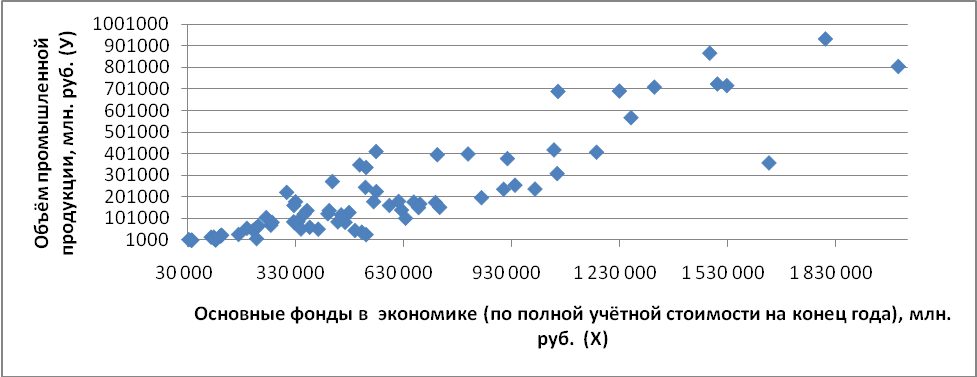 Объём промышленной
продукции, млн. руб. (У)
1001000
901000
801000
701000
601000
501000
401000
301000
201000
101000
1000
30 000 330 000 630 000 930 000 1 230 000 1 530 000 1 830 000
Основные фонды в экономике (по полной учётной стоимости на конец года), млн.
руб. (Х)